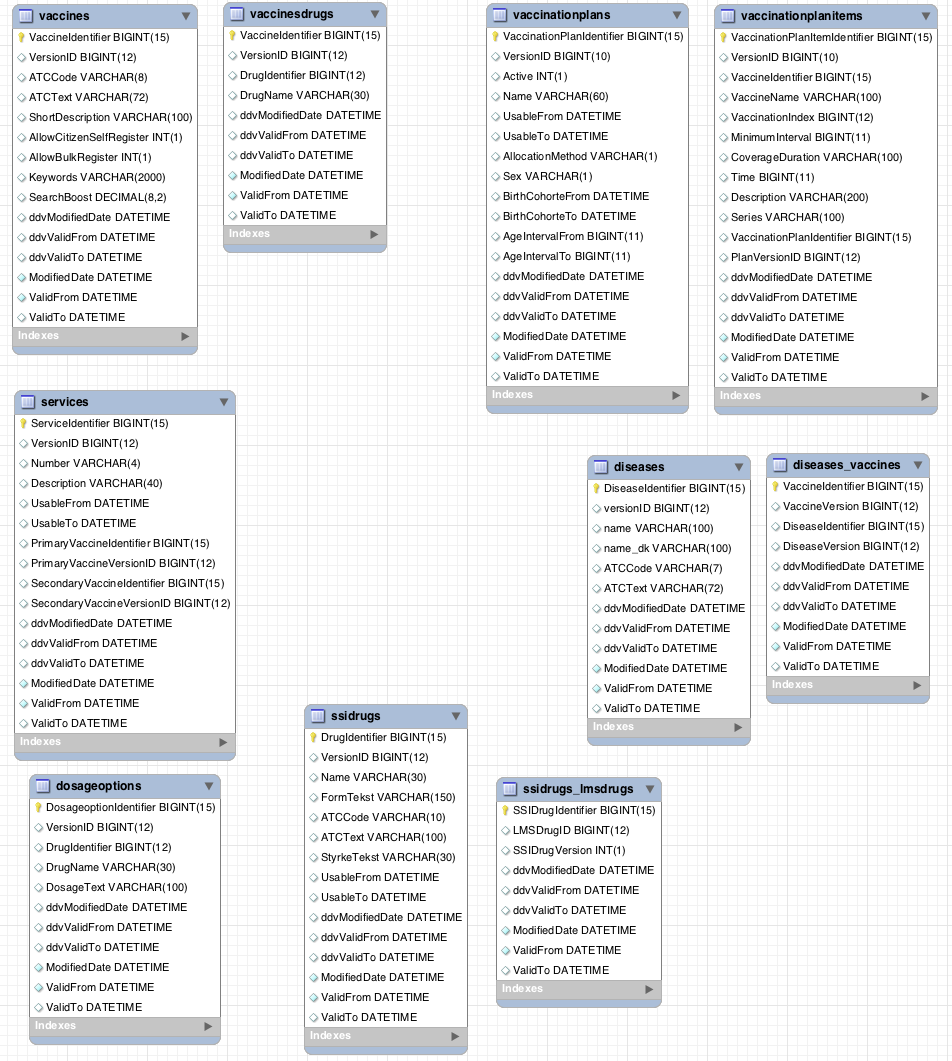 vaccines
VaccineIdentifier BIGINT(15)
VersionID BIGINT(12)
ATCCode VARCHAR(8)
ATCText VARCHAR(72)
ShortDescription VARCHAR(100)
AllowCitizenSelfRegister INT(1)
AllowBulkRegister INT(1)
Keywords VARCHAR(2000)
SearchBoost DECIMAL(8,2)
ddvModifiedDate DATETIME
ddvValidFrom DATETIME
ddvValidTo DATETIME
ModifiedDate DATETIME
ValidFrom DATETIME
ValidTo DATETIME
Indexes
vaccinesdrugs
VaccineIdentifier BIGINT(15)
VersionID BIGINT(12)
DrugIdentifier BIGINT(12)
DrugName VARCHAR(30)
ddvModifiedDate DATETIME
ddvValidFrom DATETIME
ddvValidTo DATETIME
ModifiedDate DATETIME
ValidFrom DATETIME
ValidTo DATETIME
Indexes
vaccinationplans
VaccinationPlanIdentifier BIGINT(15)
VersionID BIGINT(10)
Active INT(1)
Name VARCHAR(60)
UsableFrom DATETIME
UsableTo DATETIME
AllocationMethod VARCHAR(1)
Sex VARCHAR(1)
BirthCohorteFrom DATETIME
BirthCohorteTo DATETIME
AgeIntervalFrom BIGINT(11)
AgeIntervalTo BIGINT(11)
ddvModifiedDate DATETIME
ddvValidFrom DATETIME
ddvValidTo DATETIME
ModifiedDate DATETIME
ValidFrom DATETIME
ValidTo DATETIME
Indexes
vaccinationplanitems
VaccinationPlanItemIdentifier BIGINT(15)
VersionID BIGINT(10)
VaccineIdentifier BIGINT(15)
VaccineName VARCHAR(100)
VaccinationIndex BIGINT(12)
MinimumInterval BIGINT(11)
CoverageDuration VARCHAR(100)
Time BIGINT(11)
Description VARCHAR(200)
Series VARCHAR(100)
VaccinationPlanIdentifier BIGINT(15)
PlanVersionID BIGINT(12)
ddvModifiedDate DATETIME
ddvValidFrom DATETIME
ddvValidTo DATETIME
ModifiedDate DATETIME
ValidFrom DATETIME
ValidTo DATETIME
Indexes
services
ServiceIdentifier BIGINT(15)
VersionID BIGINT(12)
Number VARCHAR(4)
Description VARCHAR(40)
UsableFrom DATETIME
UsableTo DATETIME
PrimaryVaccineIdentifier BIGINT(15)
PrimaryVaccineVersionID BIGINT(12)
SecondaryVaccineIdentifier BIGINT(15)
SecondaryVaccineVersionID BIGINT(12)
ddvModifiedDate DATETIME
ddvValidFrom DATETIME
ddvValidTo DATETIME
ModifiedDate DATETIME
ValidFrom DATETIME
ValidTo DATETIME
Indexes
diseases
DiseaseIdentifier BIGINT(15)
versionID BIGINT(12)
name VARCHAR(100)
name_dk VARCHAR(100)
ATCCode VARCHAR(7)
ATCText VARCHAR(72)
ddvModifiedDate DATETIME
ddvValidFrom DATETIME
ddvValidTo DATETIME
ModifiedDate DATETIME
ValidFrom DATETIME
ValidTo DATETIME
Indexes
diseases_vaccines
VaccineIdentifier BIGINT(15)
VaccineVersion BIGINT(12)
DiseaseIdentifier BIGINT(15)
DiseaseVersion BIGINT(12)
ddvModifiedDate DATETIME
ddvValidFrom DATETIME
ddvValidTo DATETIME
ModifiedDate DATETIME
ValidFrom DATETIME
ValidTo DATETIME
Indexes
dosageoptions
DosageoptionIdentifier BIGINT(15)
VersionID BIGINT(12)
DrugIdentifier BIGINT(12)
DrugName VARCHAR(30)
DosageText VARCHAR(100)
ddvModifiedDate DATETIME
ddvValidFrom DATETIME
ddvValidTo DATETIME
ModifiedDate DATETIME
ValidFrom DATETIME
ValidTo DATETIME
Indexes
ssidrugs
DrugIdentifier BIGINT(15)
VersionID BIGINT(12)
Name VARCHAR(30)
FormTekst VARCHAR(150)
ATCCode VARCHAR(10)
ATCText VARCHAR(100)
StyrkeTekst VARCHAR(30)
UsableFrom DATETIME
UsableTo DATETIME
ddvModifiedDate DATETIME
ddvValidFrom DATETIME
ddvValidTo DATETIME
ModifiedDate DATETIME
ValidFrom DATETIME
ValidTo DATETIME
Indexes
ssidrugs_lmsdrugs
SSIDrugIdentifier BIGINT(15)
LMSDrugID BIGINT(12)
SSIDrugVersion INT(1)
ddvModifiedDate DATETIME
ddvValidFrom DATETIME
ddvValidTo DATETIME
ModifiedDate DATETIME
ValidFrom DATETIME
ValidTo DATETIME
Indexes